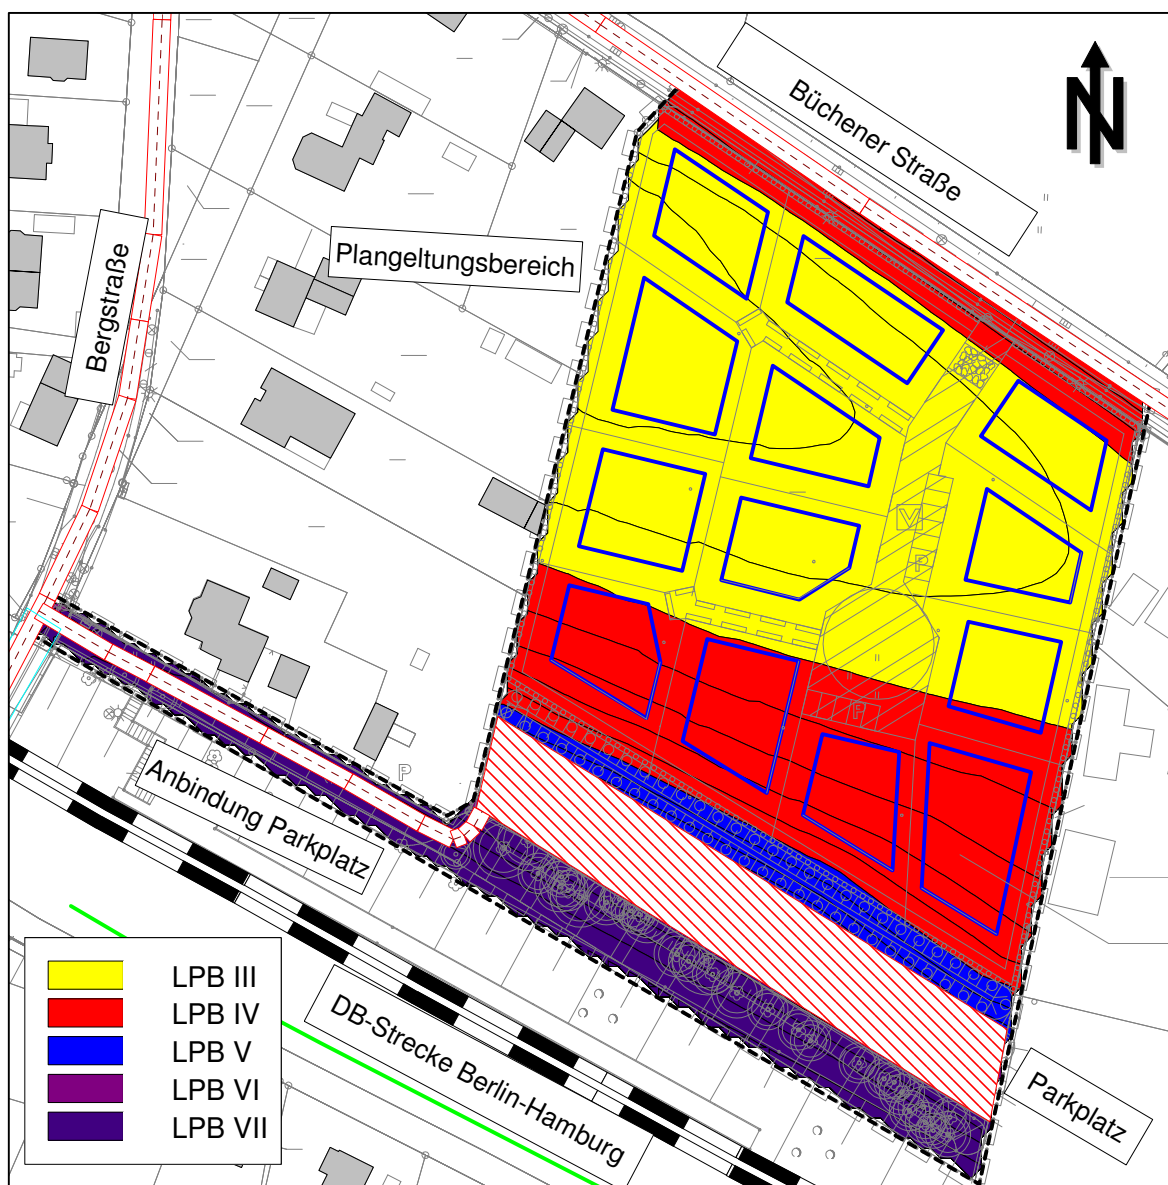 N
Büchener Straße
Plangeltungsbereich
Bergstraße
P
P
P
Anbindung Parkplatz
DB-Strecke Berlin-Hamburg
Parkplatz
LPB III
LPB IV
LPB V
LPB VI
LPB VII